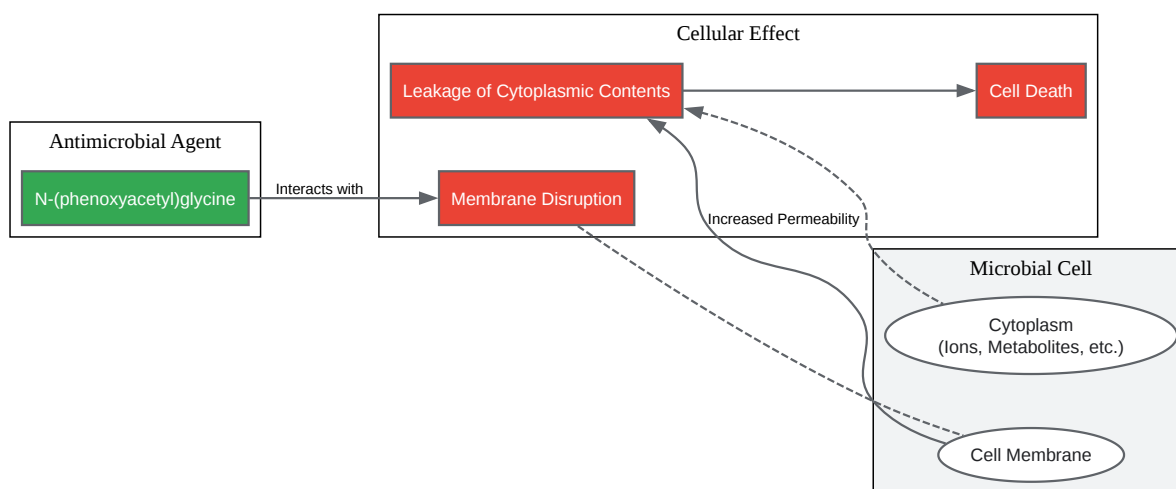 Cellular Effect
Leakage of Cytoplasmic Contents
Cell Death
Antimicrobial Agent
N-(phenoxyacetyl)glycine
Interacts with
Membrane Disruption
Increased Permeability
Microbial Cell
Cytoplasm
(Ions, Metabolites, etc.)
Cell Membrane